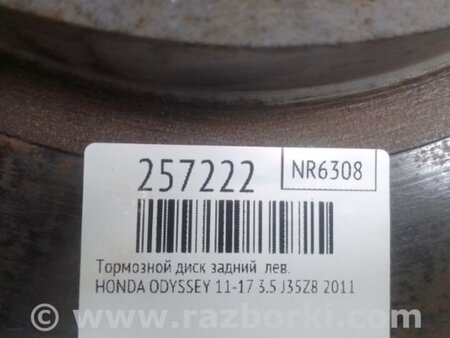 257222 NR6308
Тормозной диск задний лев.
HONDA ODYSSEY 11-17 3.5 J35Z8 2011
www.razborki.com